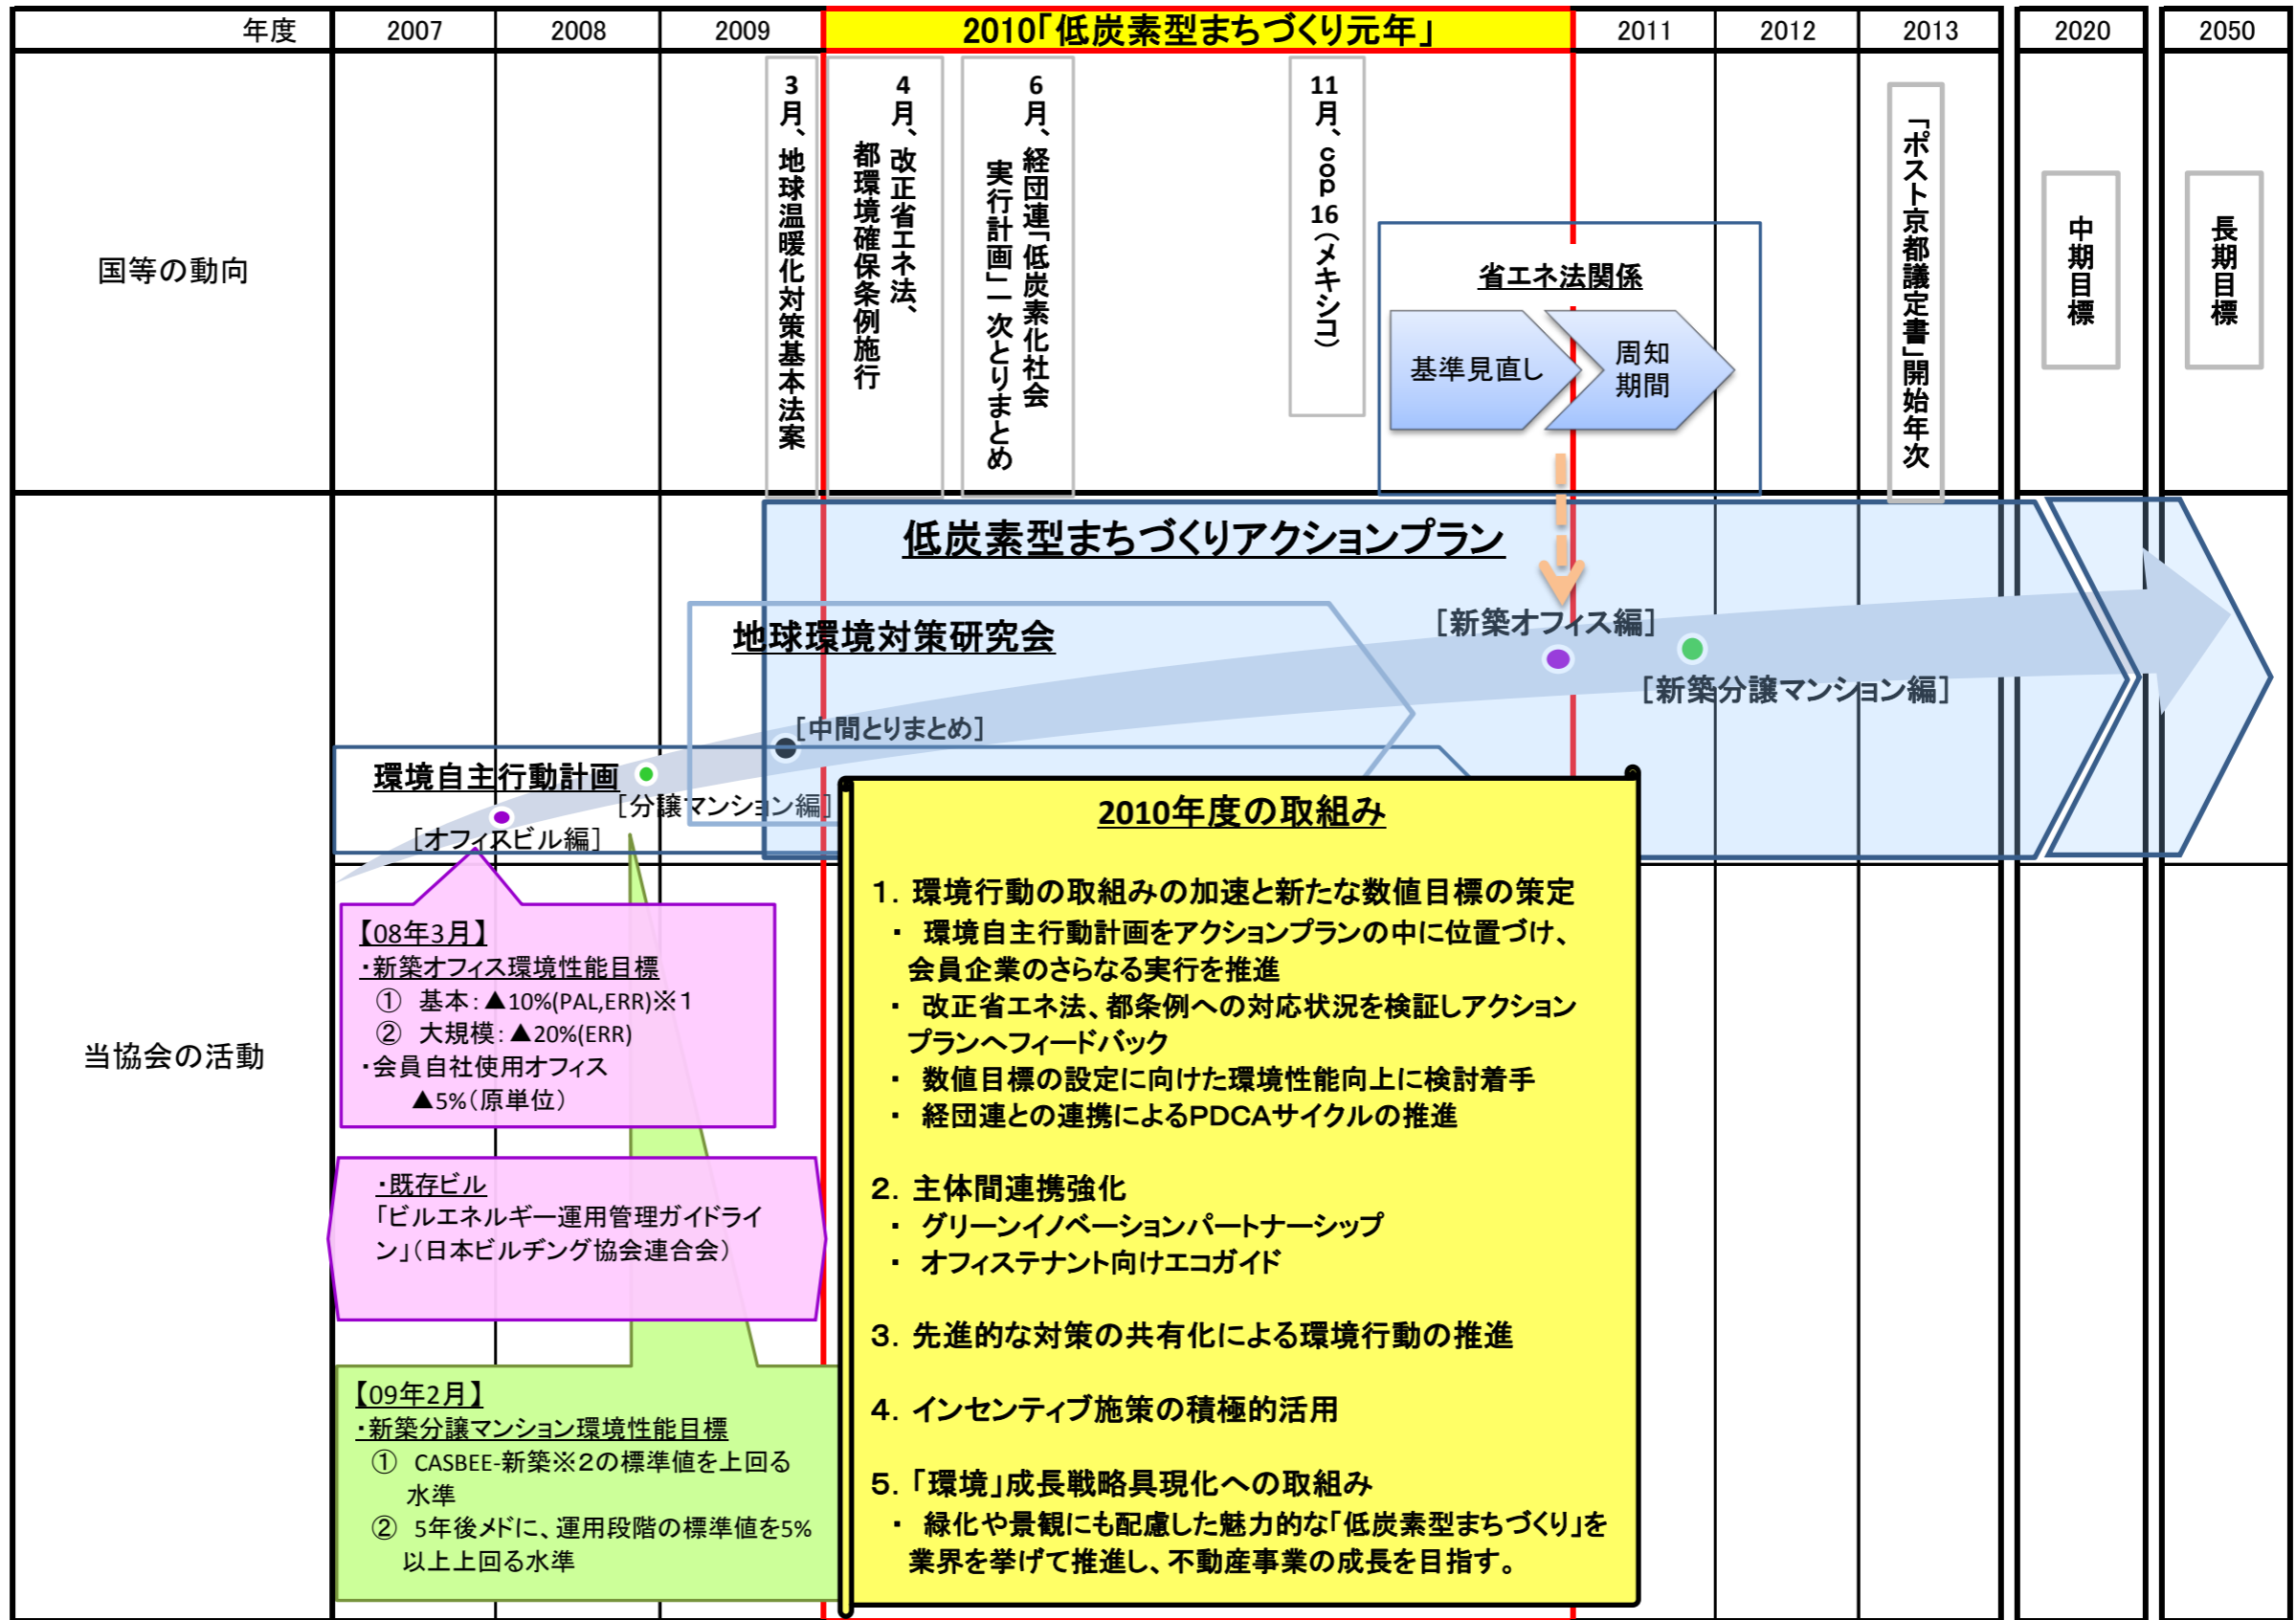 年度
2007
2008
2009
2010「低炭素型まちづくり元年」
2011
2012
2013
2020
2050
国等の動向
3月、地球温暖化対策基本法案
4月、改正省エネ法、
都環境確保条例施行
6月、経団連「低炭素化社会
実行計画」一次とりまとめ
11月、cop16(メキシコ)
省エネ法関係
基準見直し
周知
期間
「ポスト京都議定書」開始年次
中期目標
長期目標
当協会の活動
低炭素型まちづくりアクションプラン
地球環境対策研究会
[新築オフィス編]
[新築分譲マンション編]
[中間とりまとめ]
環境自主行動計画
[分譲マンション編]
[オフィスビル編]
【08年3月】
・新築オフィス環境性能目標
① 基本:▲10%(PAL,ERR)※1
② 大規模:▲20%(ERR)
・会員自社使用オフィス
▲5%(原単位)
・既存ビル
「ビルエネルギー運用管理ガイドライ
ン」(日本ビルヂング協会連合会)
【09年2月】
・新築分譲マンション環境性能目標
① CASBEE-新築※2の標準値を上回る
水準
② 5年後メドに、運用段階の標準値を5%
以上上回る水準
2010年度の取組み
1. 環境行動の取組みの加速と新たな数値目標の策定
・ 環境自主行動計画をアクションプランの中に位置づけ、
会員企業のさらなる実行を推進
・ 改正省エネ法、都条例への対応状況を検証しアクション
プランへフィードバック
・ 数値目標の設定に向けた環境性能向上に検討着手
・ 経団連との連携によるPDCAサイクルの推進
2. 主体間連携強化
・ グリーンイノベーションパートナーシップ
・ オフィステナント向けエコガイド
3. 先進的な対策の共有化による環境行動の推進
4. インセンティブ施策の積極的活用
5. 「環境」成長戦略具現化への取組み
・ 緑化や景観にも配慮した魅力的な「低炭素型まちづくり」を
業界を挙げて推進し、不動産事業の成長を目指す。